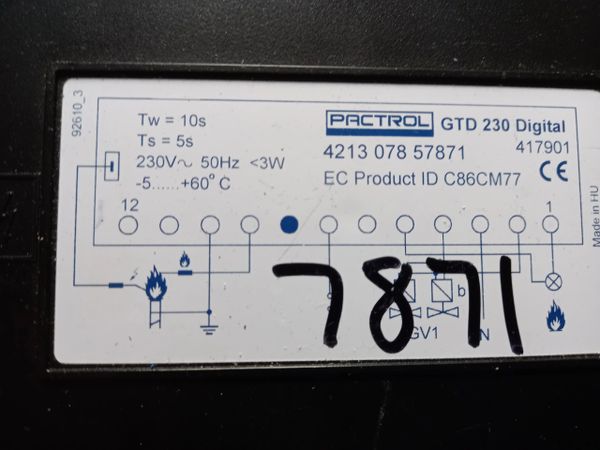 92610_3
Tw = 10s
Ts = 5s
230V~ 50Hz <3W
-5......+60°C
PACTROL GTD 230 Digital
4213 078 57871
417901
EC Product ID C86CM77
CE
Made in HU
12
1
7871
b
GV1
N